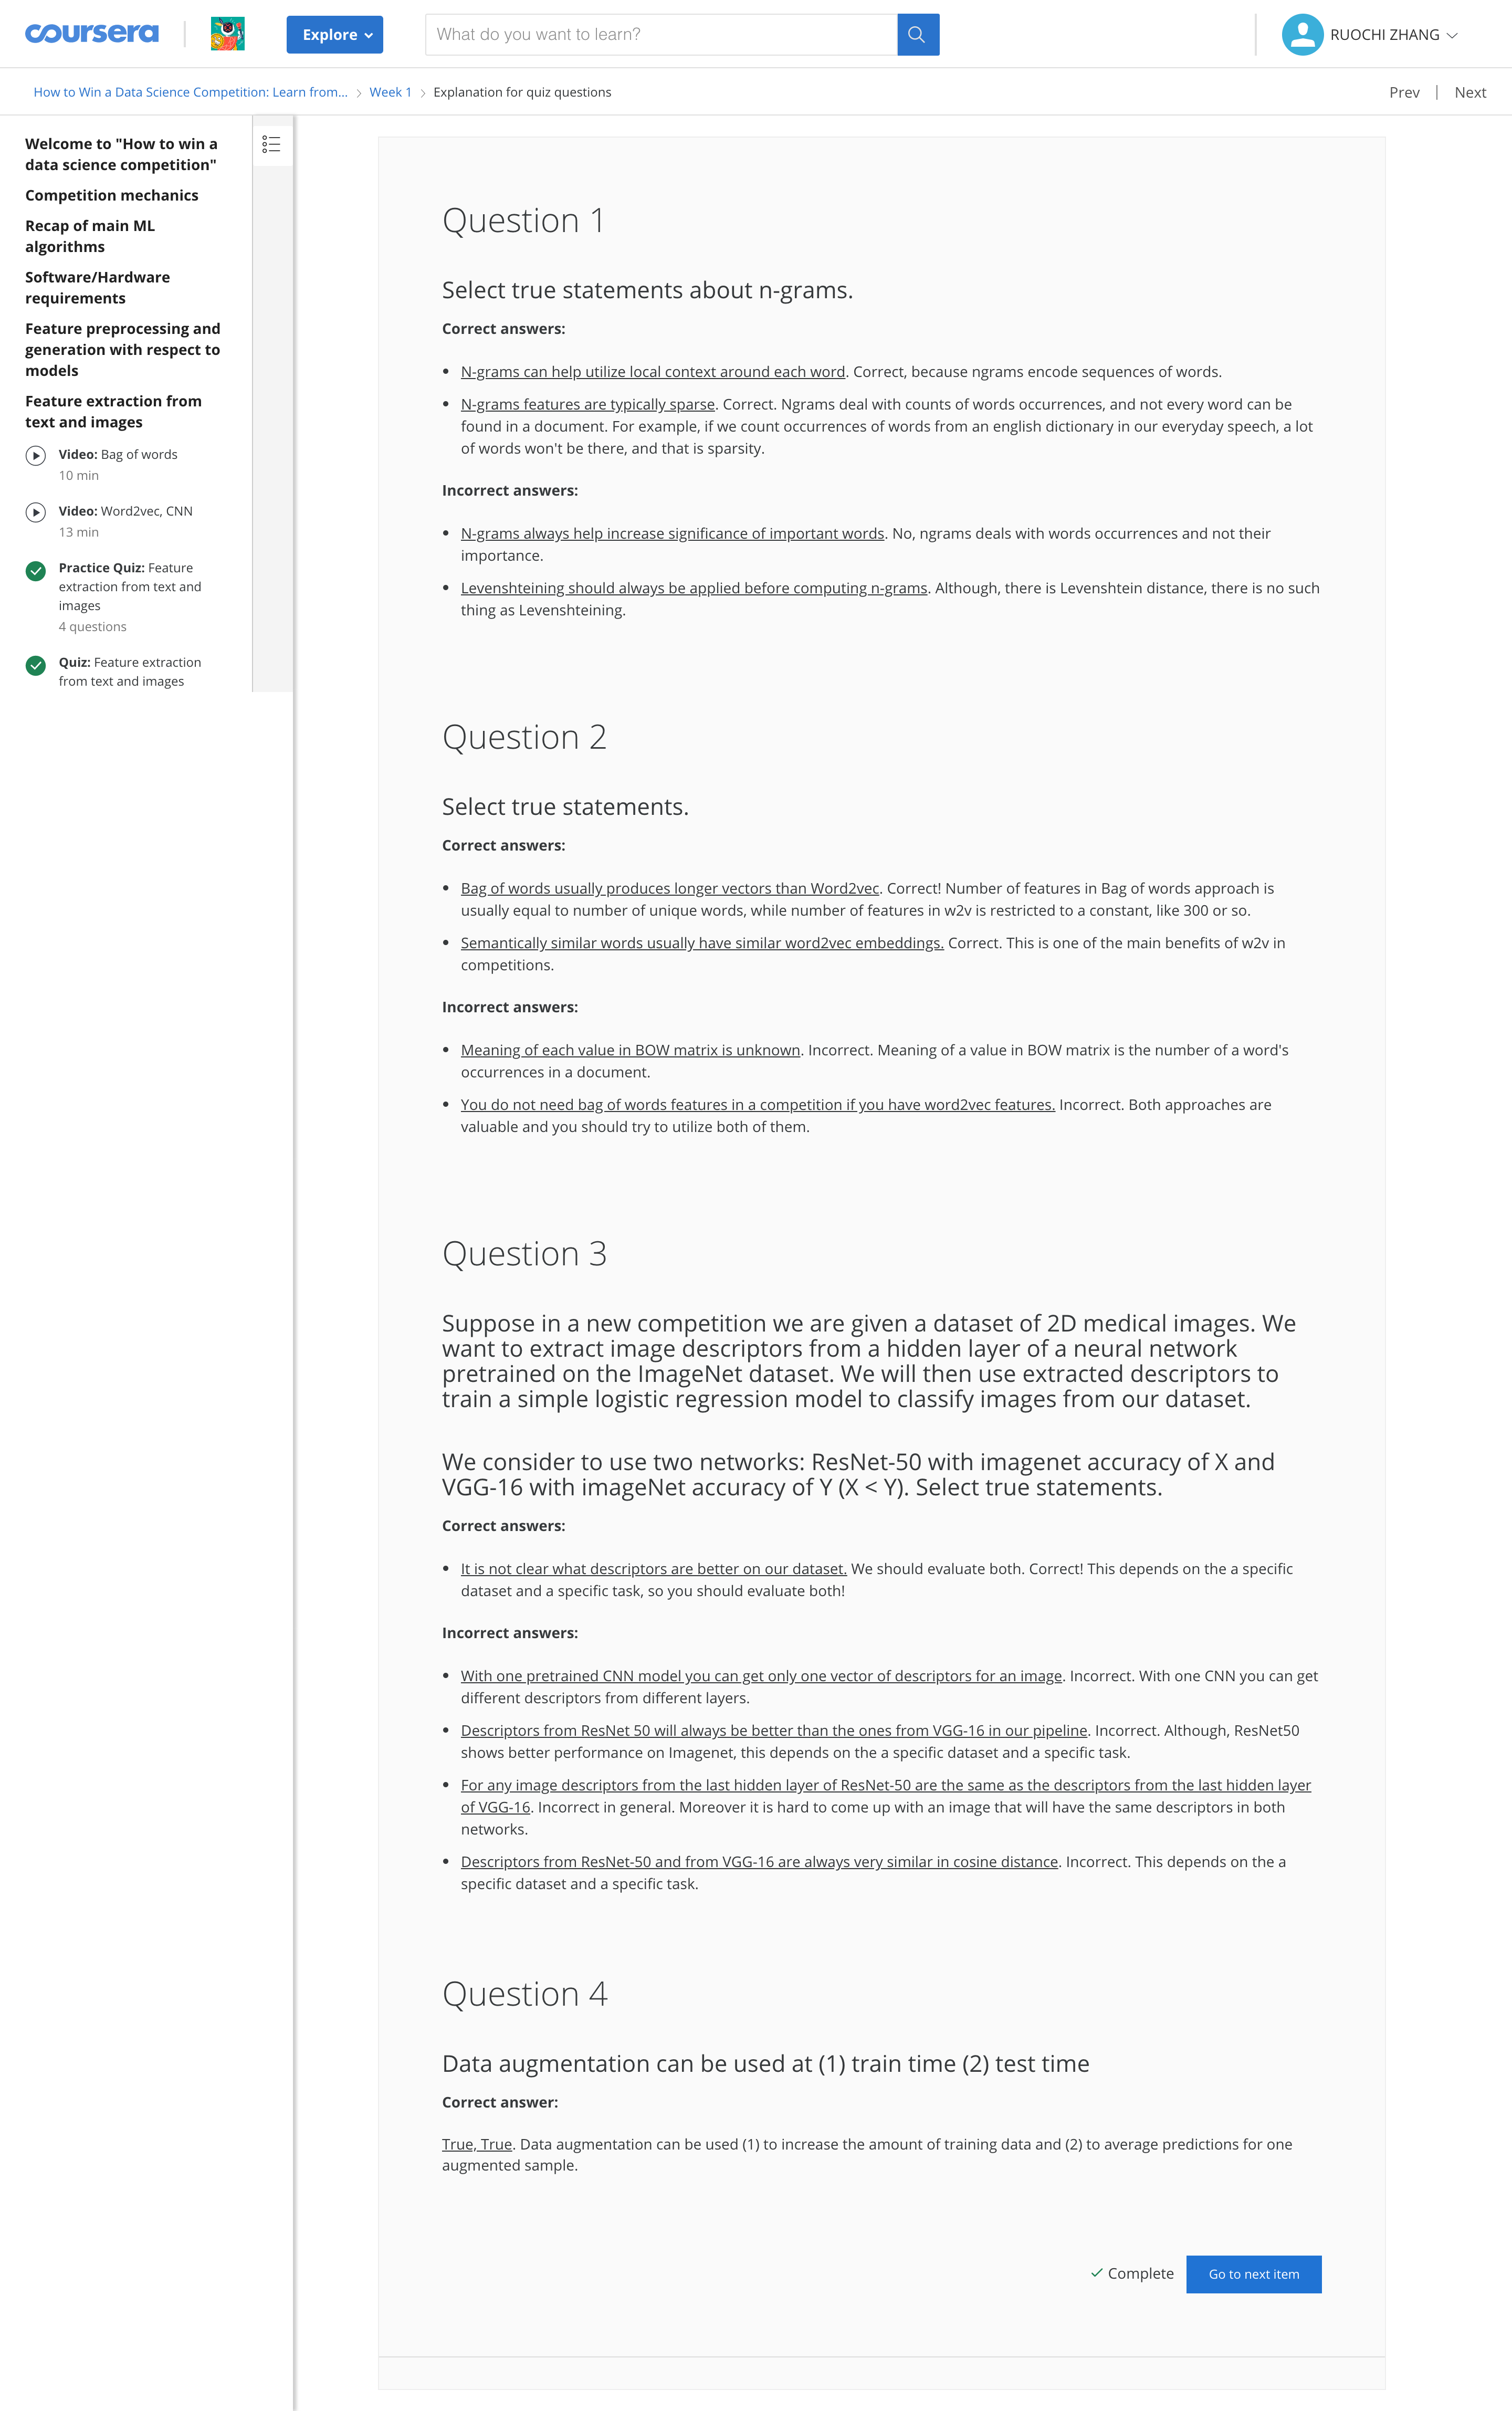 coursera
Explore
What do you want to learn?
RUOCHI ZHANG
How to Win a Data Science Competition: Learn from... > Week 1 > Explanation for quiz questions
Prev | Next
Welcome to "How to win a
data science competition"
Competition mechanics
Recap of main ML
algorithms
Software/Hardware
requirements
Feature preprocessing and
generation with respect to
models
Feature extraction from
text and images
Video: Bag of words
10 min
Video: Word2vec, CNN
13 min
Practice Quiz: Feature
extraction from text and
images
4 questions
Quiz: Feature extraction
from text and images
Question 1
Select true statements about n-grams.
Correct answers:
N-grams can help utilize local context around each word. Correct, because ngrams encode sequences of words.
N-grams features are typically sparse. Correct. Ngrams deal with counts of words occurrences, and not every word can be
found in a document. For example, if we count occurrences of words from an english dictionary in our everyday speech, a lot
of words won't be there, and that is sparsity.
Incorrect answers:
N-grams always help increase significance of important words. No, ngrams deals with words occurrences and not their
importance.
Levenshteining should always be applied before computing n-grams. Although, there is Levenshtein distance, there is no such
thing as Levenshteining.
Question 2
Select true statements.
Correct answers:
Bag of words usually produces longer vectors than Word2vec. Correct! Number of features in Bag of words approach is
usually equal to number of unique words, while number of features in w2v is restricted to a constant, like 300 or so.
Semantically similar words usually have similar word2vec embeddings. Correct. This is one of the main benefits of w2v in
competitions.
Incorrect answers:
Meaning of each value in BOW matrix is unknown. Incorrect. Meaning of a value in BOW matrix is the number of a word's
occurrences in a document.
You do not need bag of words features in a competition if you have word2vec features. Incorrect. Both approaches are
valuable and you should try to utilize both of them.
Question 3
Suppose in a new competition we are given a dataset of 2D medical images. We
want to extract image descriptors from a hidden layer of a neural network
pretrained on the ImageNet dataset. We will then use extracted descriptors to
train a simple logistic regression model to classify images from our dataset.
We consider to use two networks: ResNet-50 with imagenet accuracy of X and
VGG-16 with imageNet accuracy of Y (X < Y). Select true statements.
Correct answers:
It is not clear what descriptors are better on our dataset. We should evaluate both. Correct! This depends on the a specific
dataset and a specific task, so you should evaluate both!
Incorrect answers:
With one pretrained CNN model you can get only one vector of descriptors for an image. Incorrect. With one CNN you can get
different descriptors from different layers.
Descriptors from ResNet 50 will always be better than the ones from VGG-16 in our pipeline. Incorrect. Although, ResNet50
shows better performance on Imagenet, this depends on the a specific dataset and a specific task.
For any image descriptors from the last hidden layer of ResNet-50 are the same as the descriptors from the last hidden layer
of VGG-16. Incorrect in general. Moreover it is hard to come up with an image that will have the same descriptors in both
networks.
Descriptors from ResNet-50 and from VGG-16 are always very similar in cosine distance. Incorrect. This depends on the a
specific dataset and a specific task.
Question 4
Data augmentation can be used at (1) train time (2) test time
Correct answer:
True, True. Data augmentation can be used (1) to increase the amount of training data and (2) to average predictions for one
augmented sample.
Complete
Go to next item